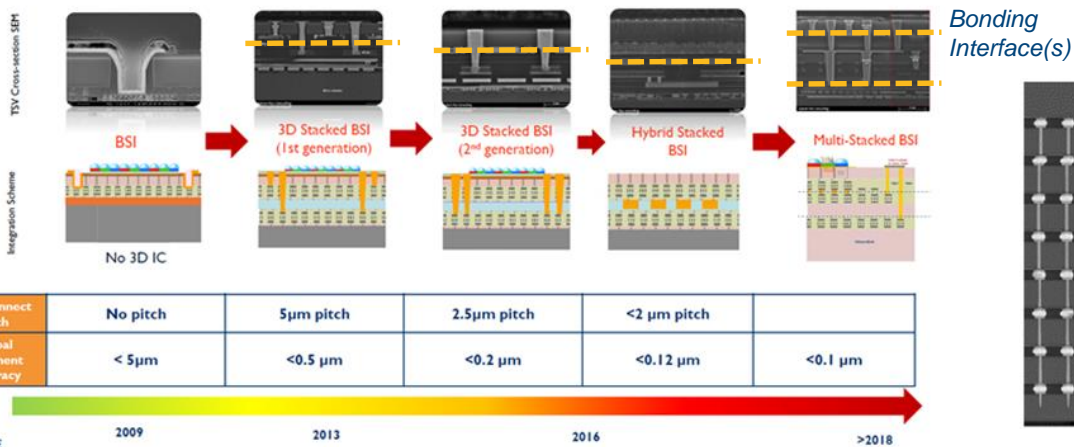 TSV Cross-section SEM
Bonding
Interface(s)
BSI
3D Stacked BSI
(1st generation)
3D Stacked BSI
(2nd generation)
Hybrid Stacked
BSI
Multi-Stacked BSI
Integration Scheme
No 3D IC
No pitch
5μm pitch
2.5μm pitch
<2 μm pitch
< 5μm
<0.5 μm
<0.2 μm
<0.12 μm
<0.1 μm
2009
2013
2016
>2018